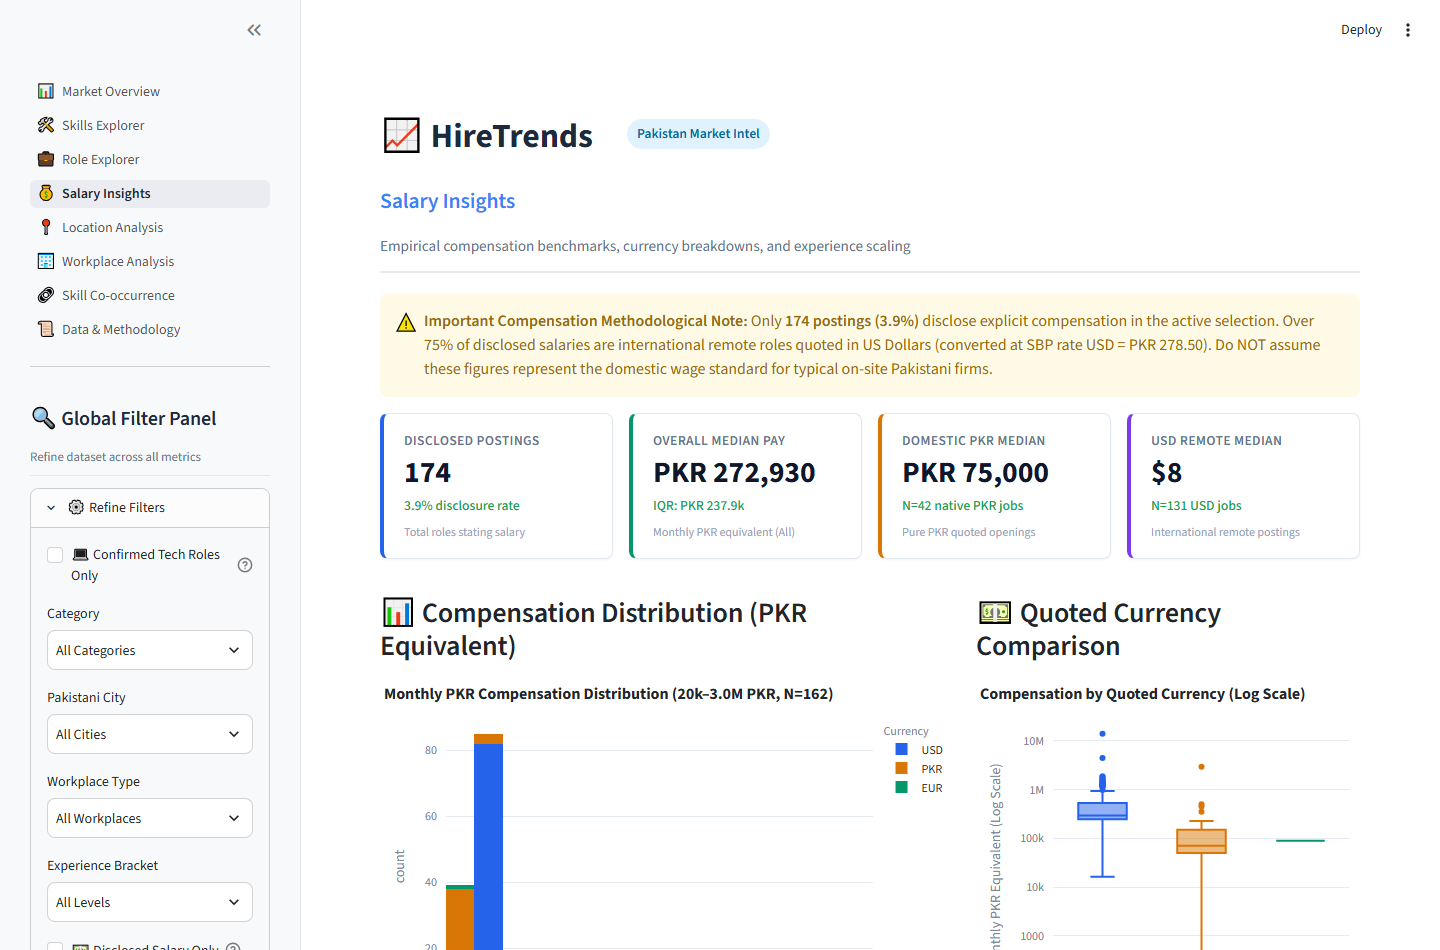 Deploy
Market Overview
Skills Explorer
Role Explorer
Salary Insights
Location Analysis
Workplace Analysis
Skill Co-occurrence
Data & Methodology
Global Filter Panel
Refine dataset across all metrics
Refine Filters
Confirmed Tech Roles
Only
Category
All Categories
Pakistani City
All Cities
Workplace Type
All Workplaces
Experience Bracket
All Levels
Disclosed Salary Only
HireTrends
Pakistan Market Intel
Salary Insights
Empirical compensation benchmarks, currency breakdowns, and experience scaling
Important Compensation Methodological Note: Only 174 postings (3.9%) disclose explicit compensation in the active selection. Over
75% of disclosed salaries are international remote roles quoted in US Dollars (converted at SBP rate USD = PKR 278.50). Do NOT assume
these figures represent the domestic wage standard for typical on-site Pakistani firms.
DISCLOSED POSTINGS
174
3.9% disclosure rate
Total roles stating salary
OVERALL MEDIAN PAY
PKR 272,930
IQR: PKR 237.9k
Monthly PKR equivalent (All)
DOMESTIC PKR MEDIAN
PKR 75,000
N=42 native PKR jobs
Pure PKR quoted openings
USD REMOTE MEDIAN
$8
N=131 USD jobs
International remote postings
Compensation Distribution (PKR
Equivalent)
Monthly PKR Compensation Distribution (20k–3.0M PKR, N=162)
80
60
40
20
count
Currency
USD
PKR
EUR
Quoted Currency
Comparison
Compensation by Quoted Currency (Log Scale)
10M
1M
100k
10k
1000
nthly PKR Equivalent (Log Scale)